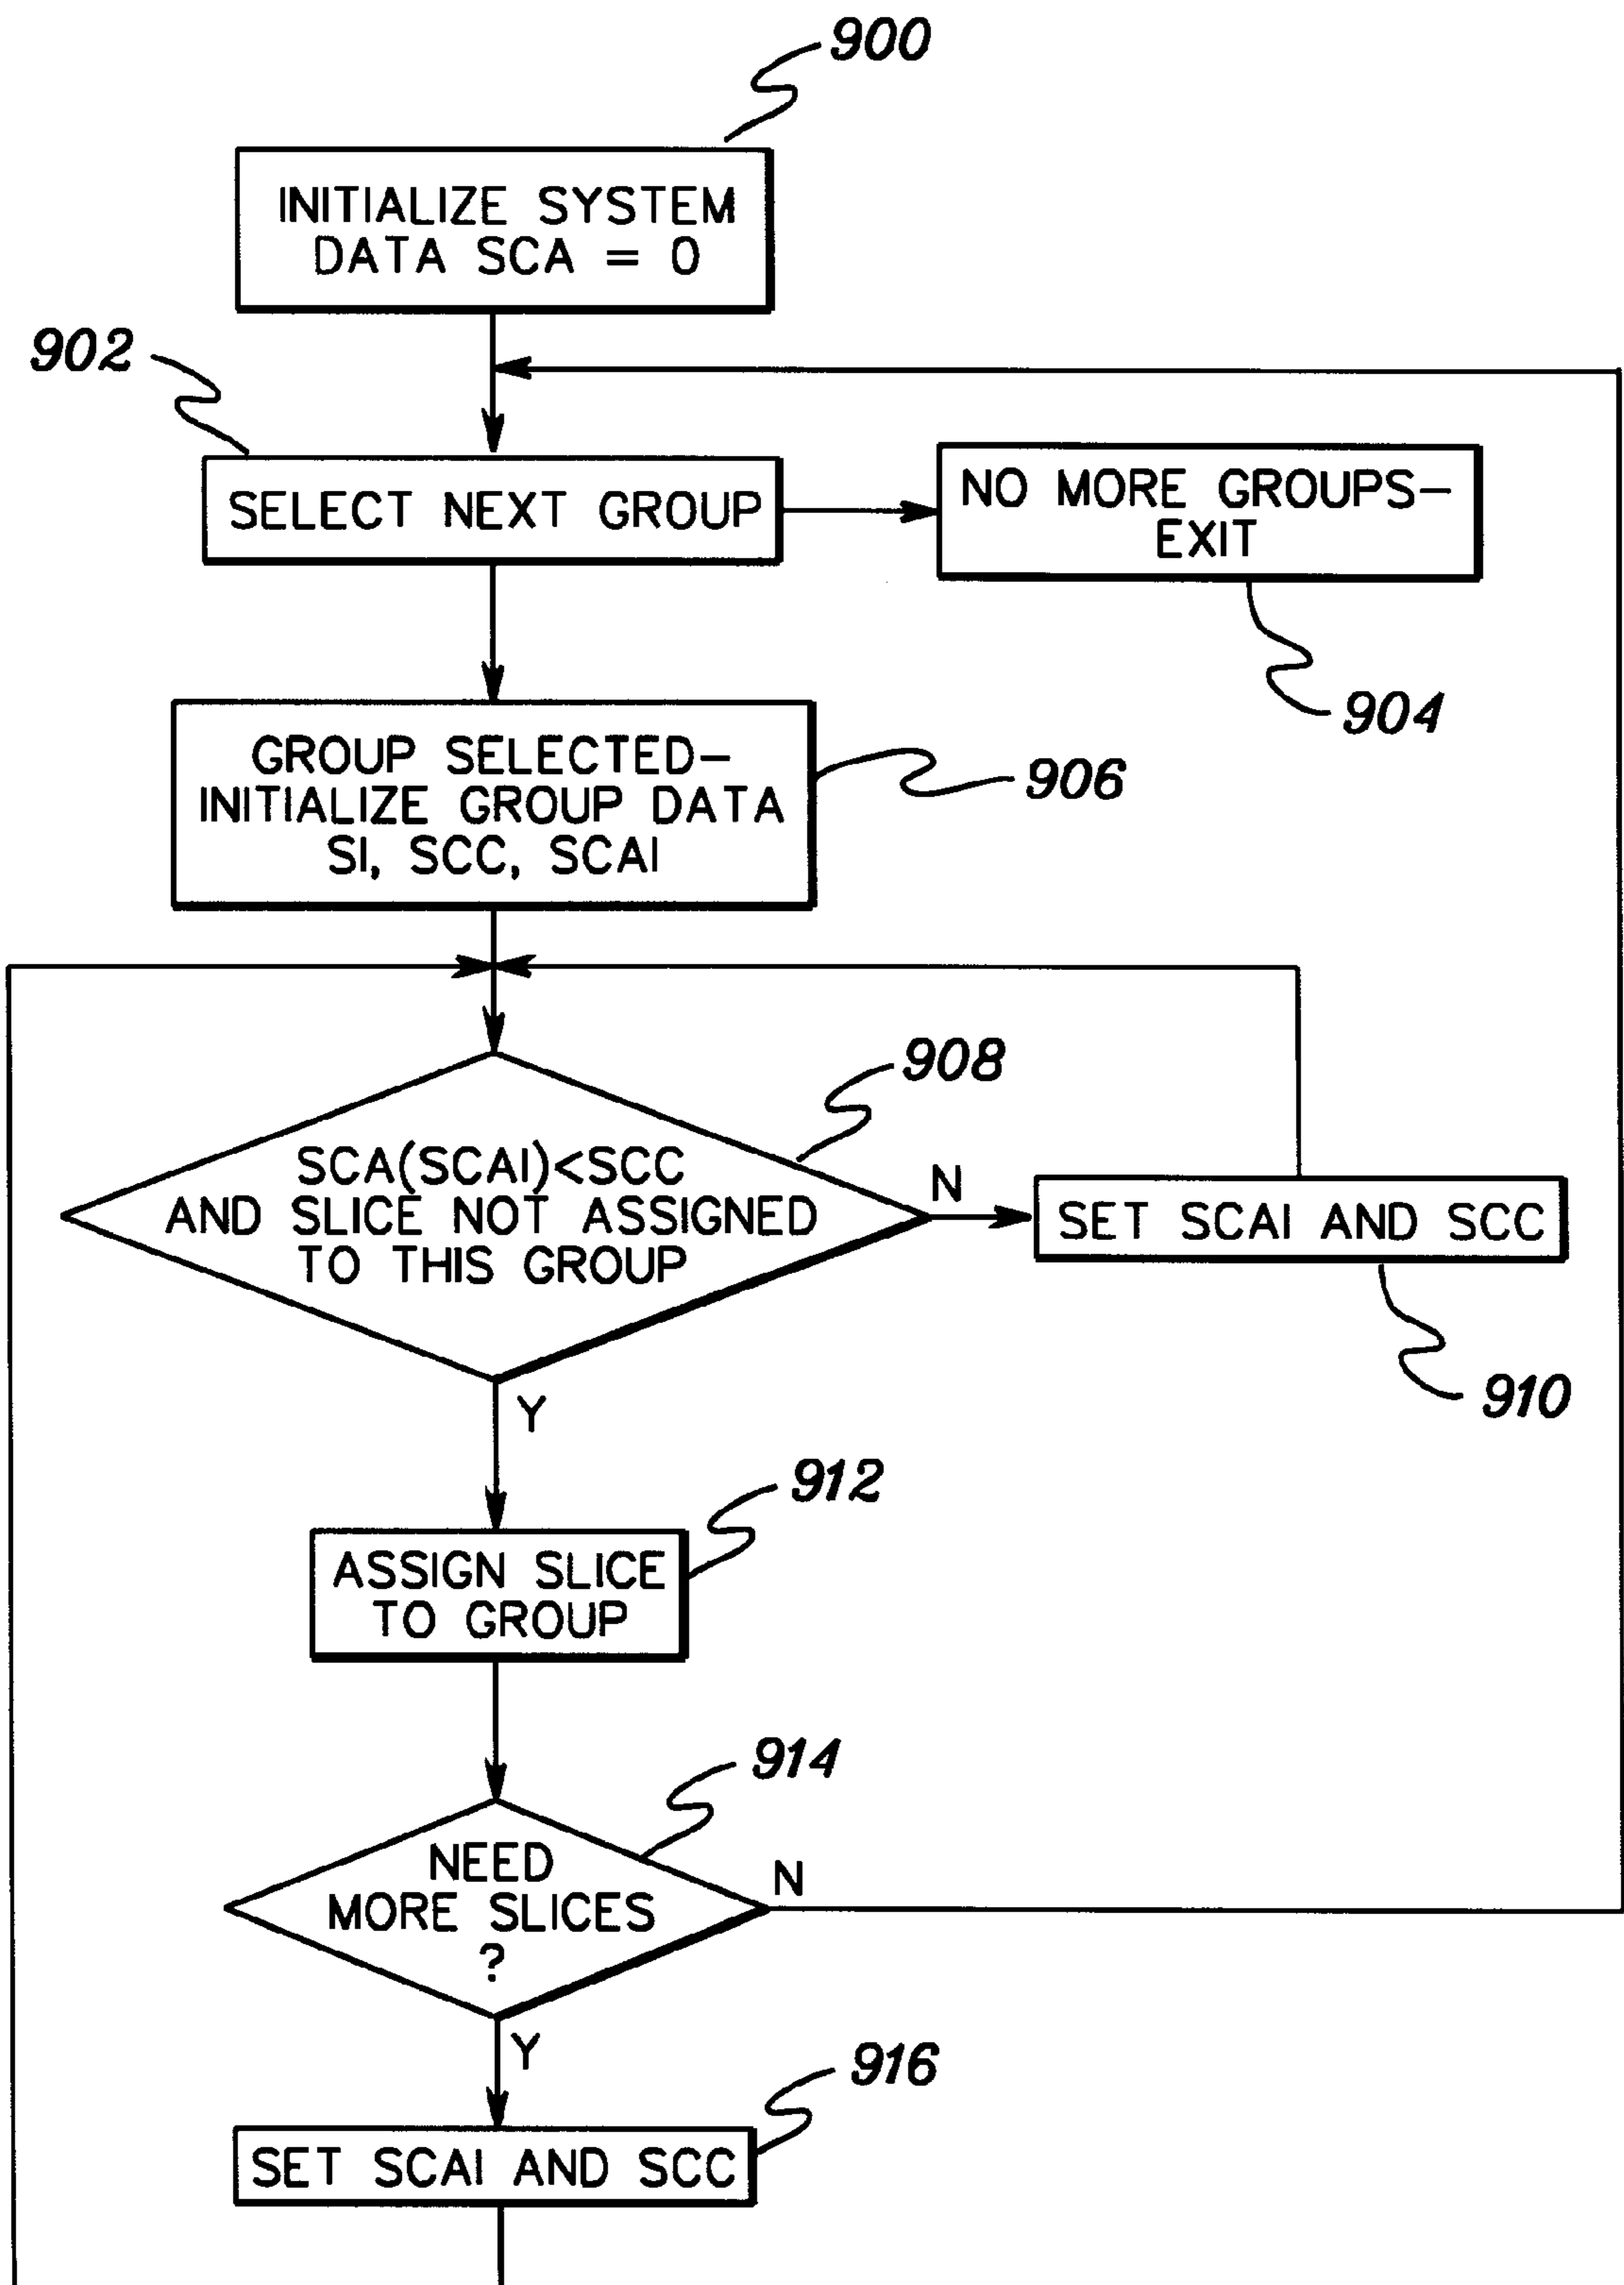 900
INITIALIZE SYSTEM
DATA SCA = 0
902
SELECT NEXT GROUP
NO MORE GROUPS-
EXIT
904
GROUP SELECTED-
INITIALIZE GROUP DATA
SI, SCC, SCAI
906
908
SCA(SCAI)<SCC
AND SLICE NOT ASSIGNED
TO THIS GROUP
N
SET SCAI AND SCC
910
Y
912
ASSIGN SLICE
TO GROUP
914
NEED
MORE SLICES
?
N
Y
916
SET SCAI AND SCC